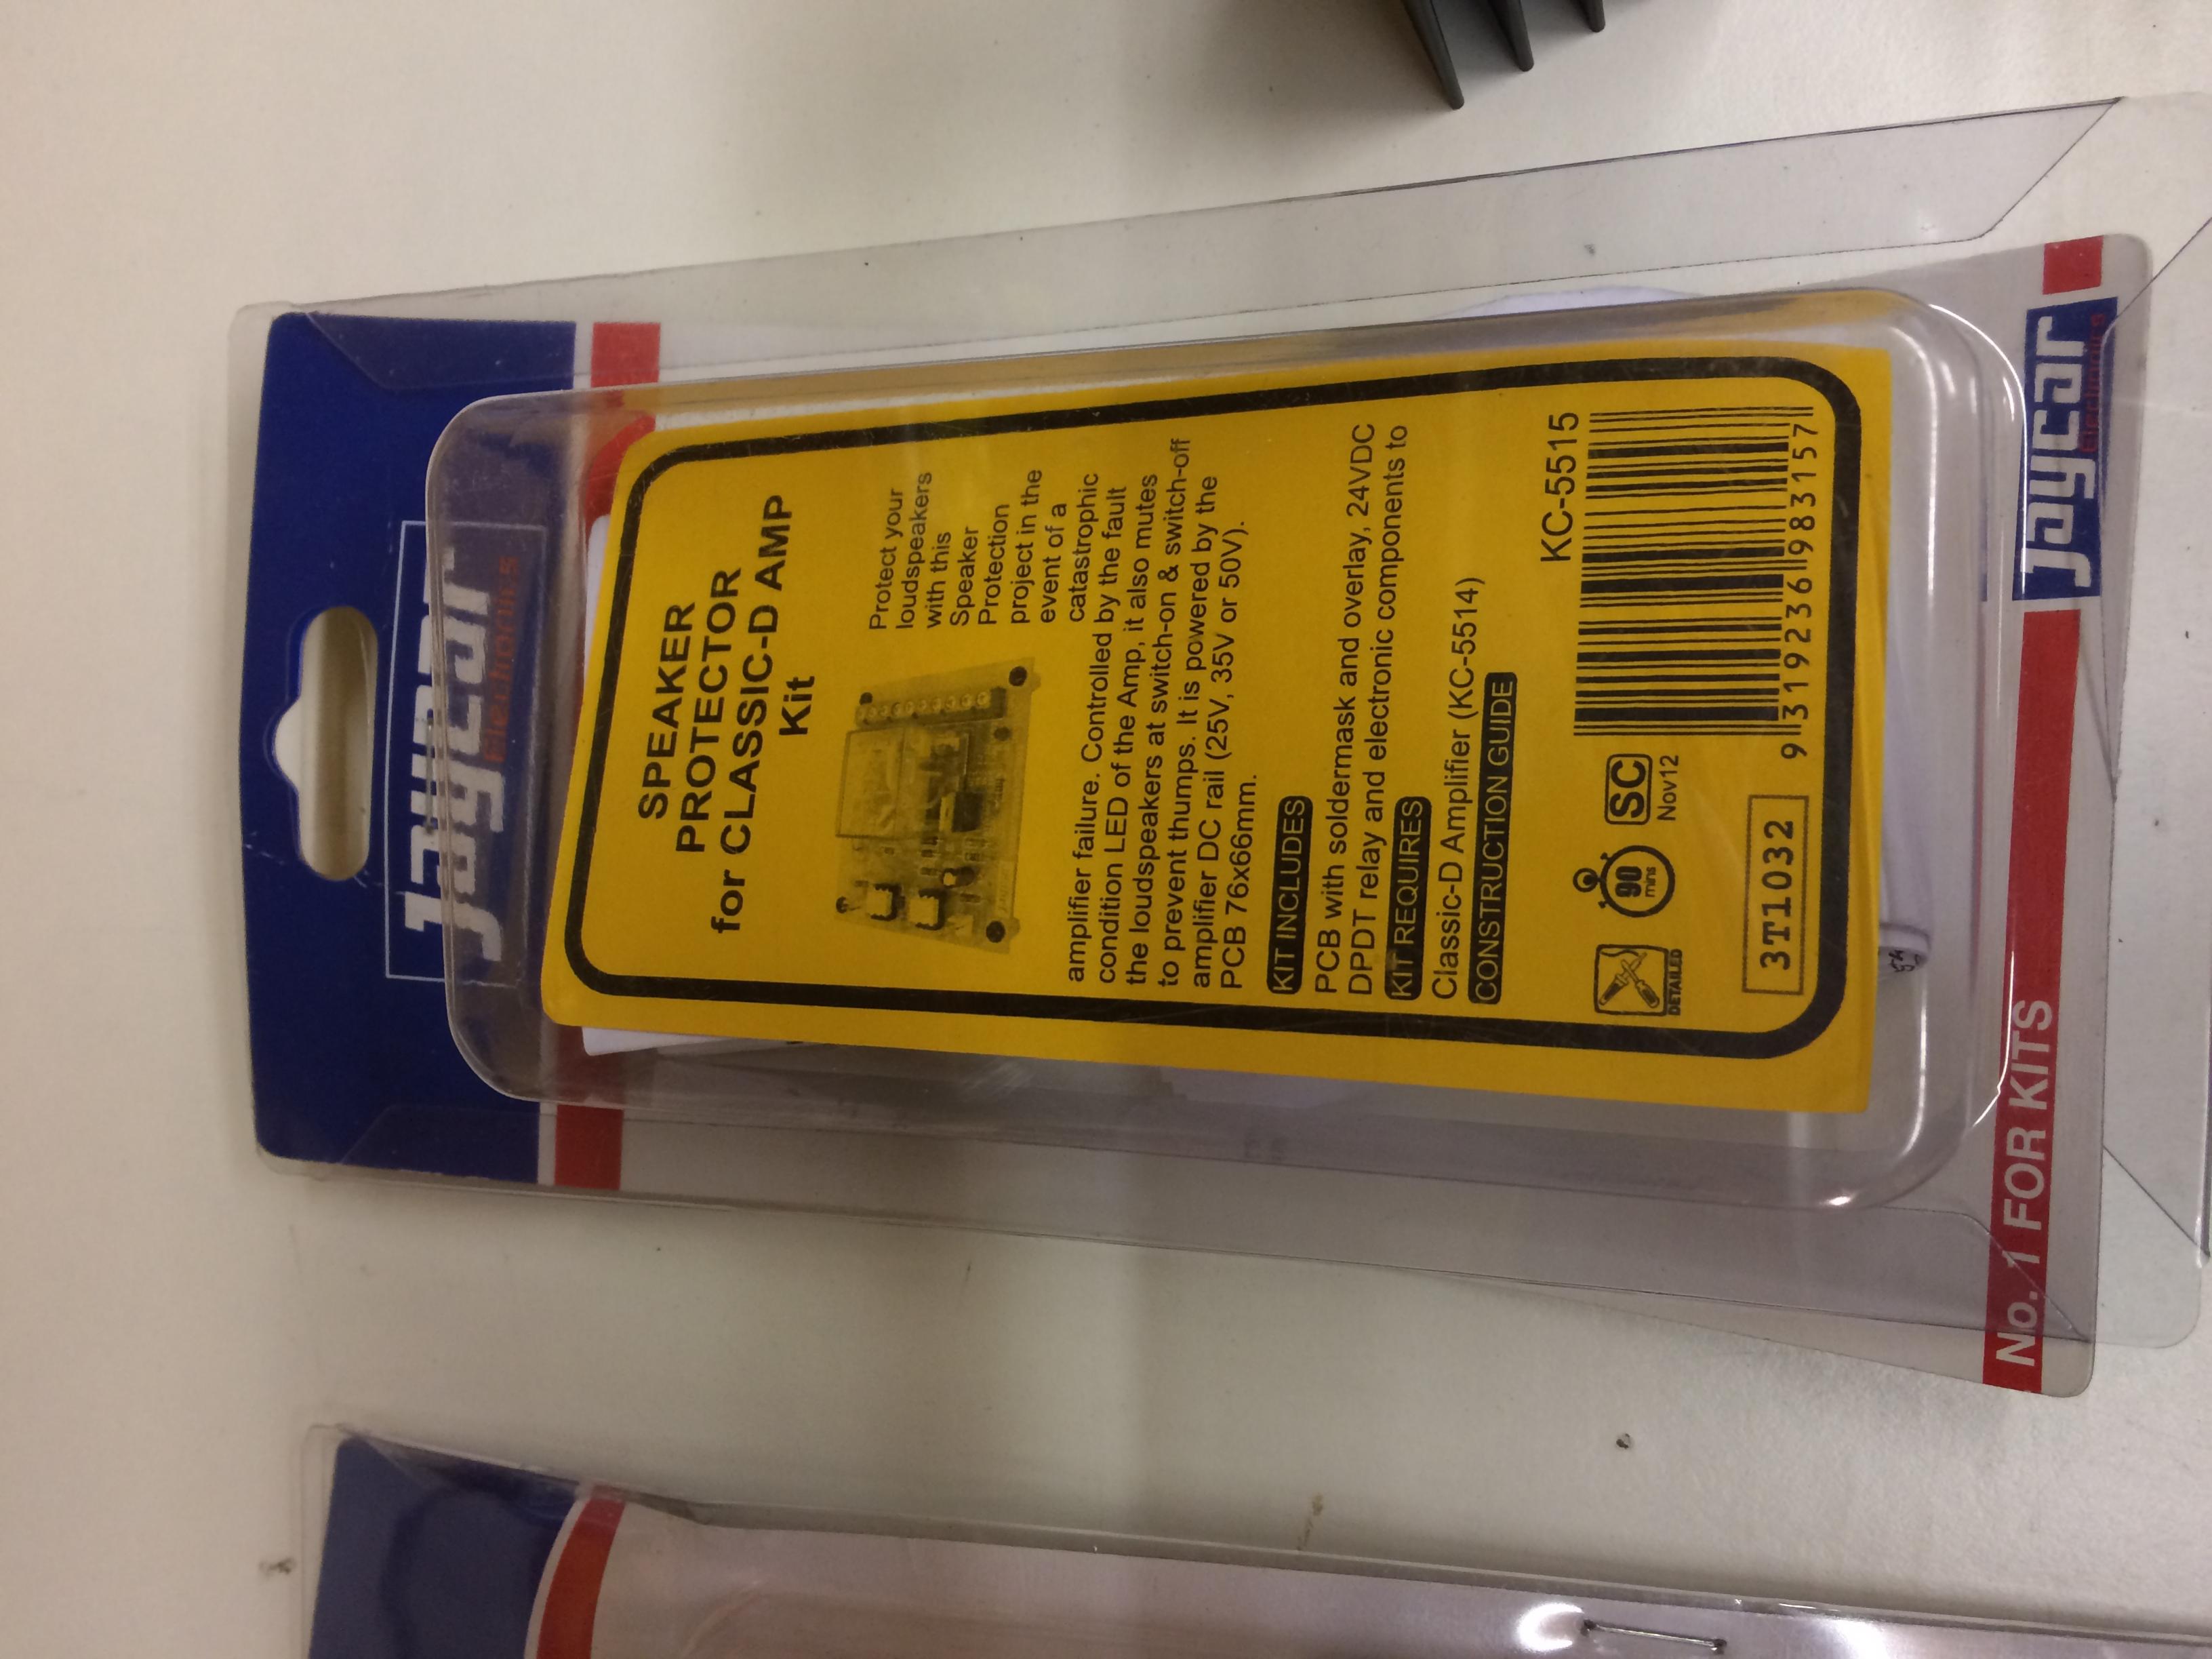 Jaycar
Electronics
SPEAKER
PROTECTOR
for CLASSIC-D AMP
Kit
Protect your
loudspeakers
with this
Speaker
Protection
project in the
event of a
catastrophic
amplifier failure. Controlled by the fault
condition LED of the Amp, it also mutes
the loudspeakers at switch-on & switch-off
to prevent thumps. It is powered by the
amplifier DC rail (25V, 35V or 50V).
PCB 76x66mm.
KIT INCLUDES
PCB with soldermask and overlay, 24VDC
DPDT relay and electronic components to
KIT REQUIRES
Classic-D Amplifier (KC-5514)
CONSTRUCTION GUIDE
KC-5515
DETAILED
90
mins
SC
Nov12
9 319236 983157
3T1032
No. 1 FOR KITS
Jaycar
Electronics